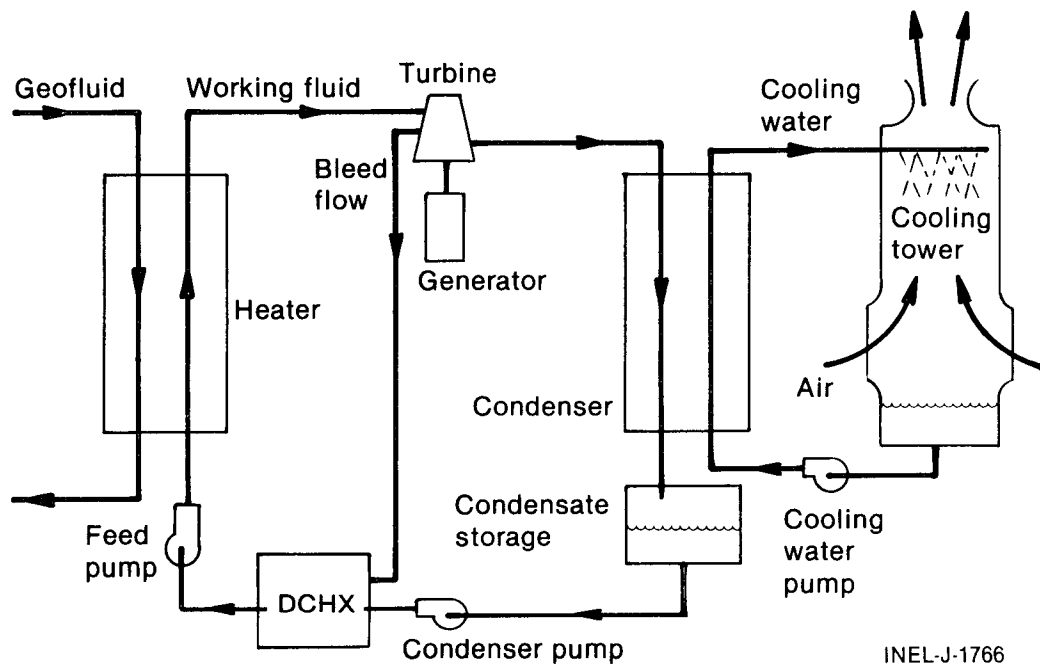 Geofluid
Working fluid
Turbine
Cooling
water
Bleed
flow
Cooling
tower
Generator
Heater
Air
Condenser
Condensate
storage
Feed
pump
Cooling
water
pump
DCHX
Condenser pump
INEL-J-1766